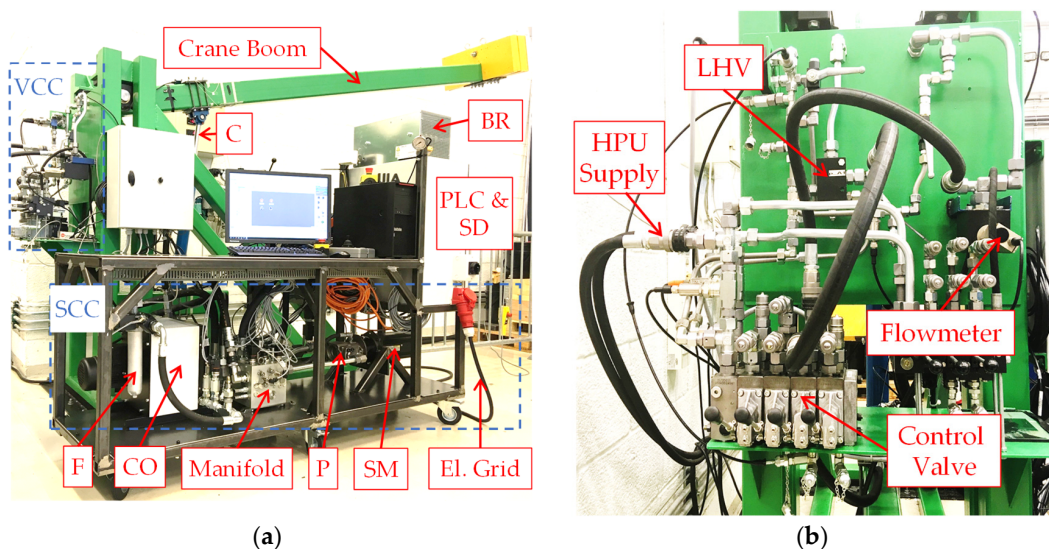 Crane Boom
VCC
C
BR
PLC &
SD
SCC
F
CO
Manifold
P
SM
El. Grid
(a)
LHV
HPU
Supply
Flowmeter
Control
Valve
(b)